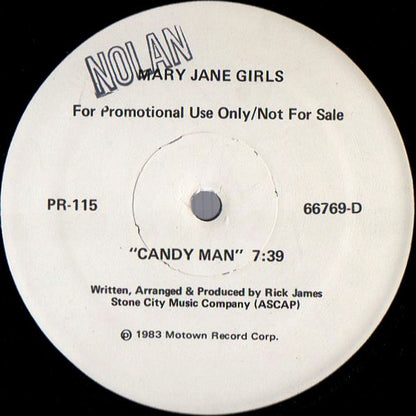 NOLAN
MARY JANE GIRLS
For Promotional Use Only/Not For Sale
PR-115
66769-D
"CANDY MAN" 7:39
Written, Arranged & Produced by Rick James
Stone City Music Company (ASCAP)
℗ 1983 Motown Record Corp.